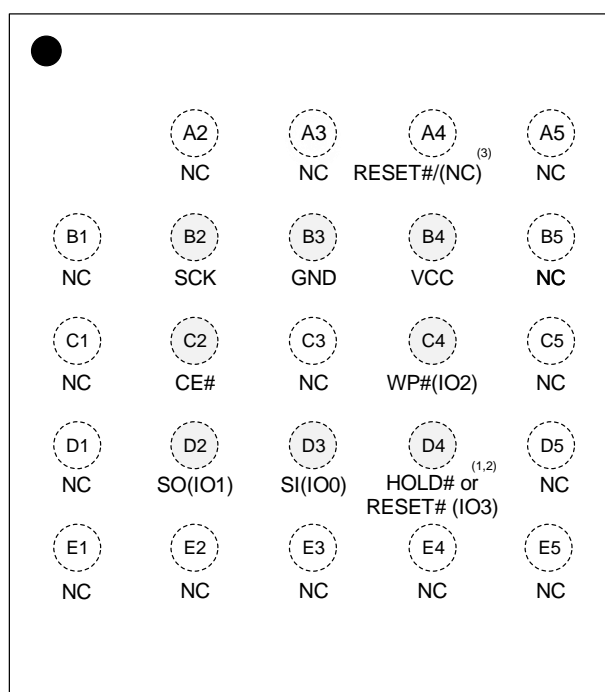 A2 A3 A4 A5
(3)
NC NC RESET#/(NC) NC
B1 B2 B3 B4 B5
NC SCK GND VCC NC
C1 C2 C3 C4 C5
NC CE# NC WP#(IO2) NC
D1 D2 D3 D4 D5
(1,2)
NC SO(IO1) SI(IO0) HOLD# or NC
RESET# (IO3)
E1 E2 E3 E4 E5
NC NC NC NC NC